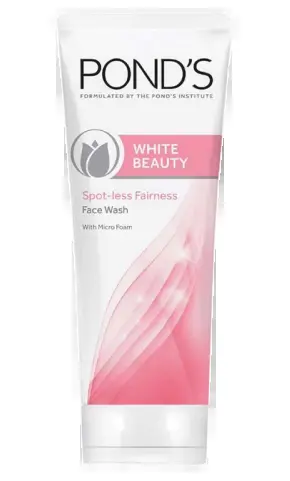 POND'S
FORMULATED BY THE POND'S INSTITUTE
WHITE
BEAUTY
Spot-less Fairness
Face Wash
With Micro Foam